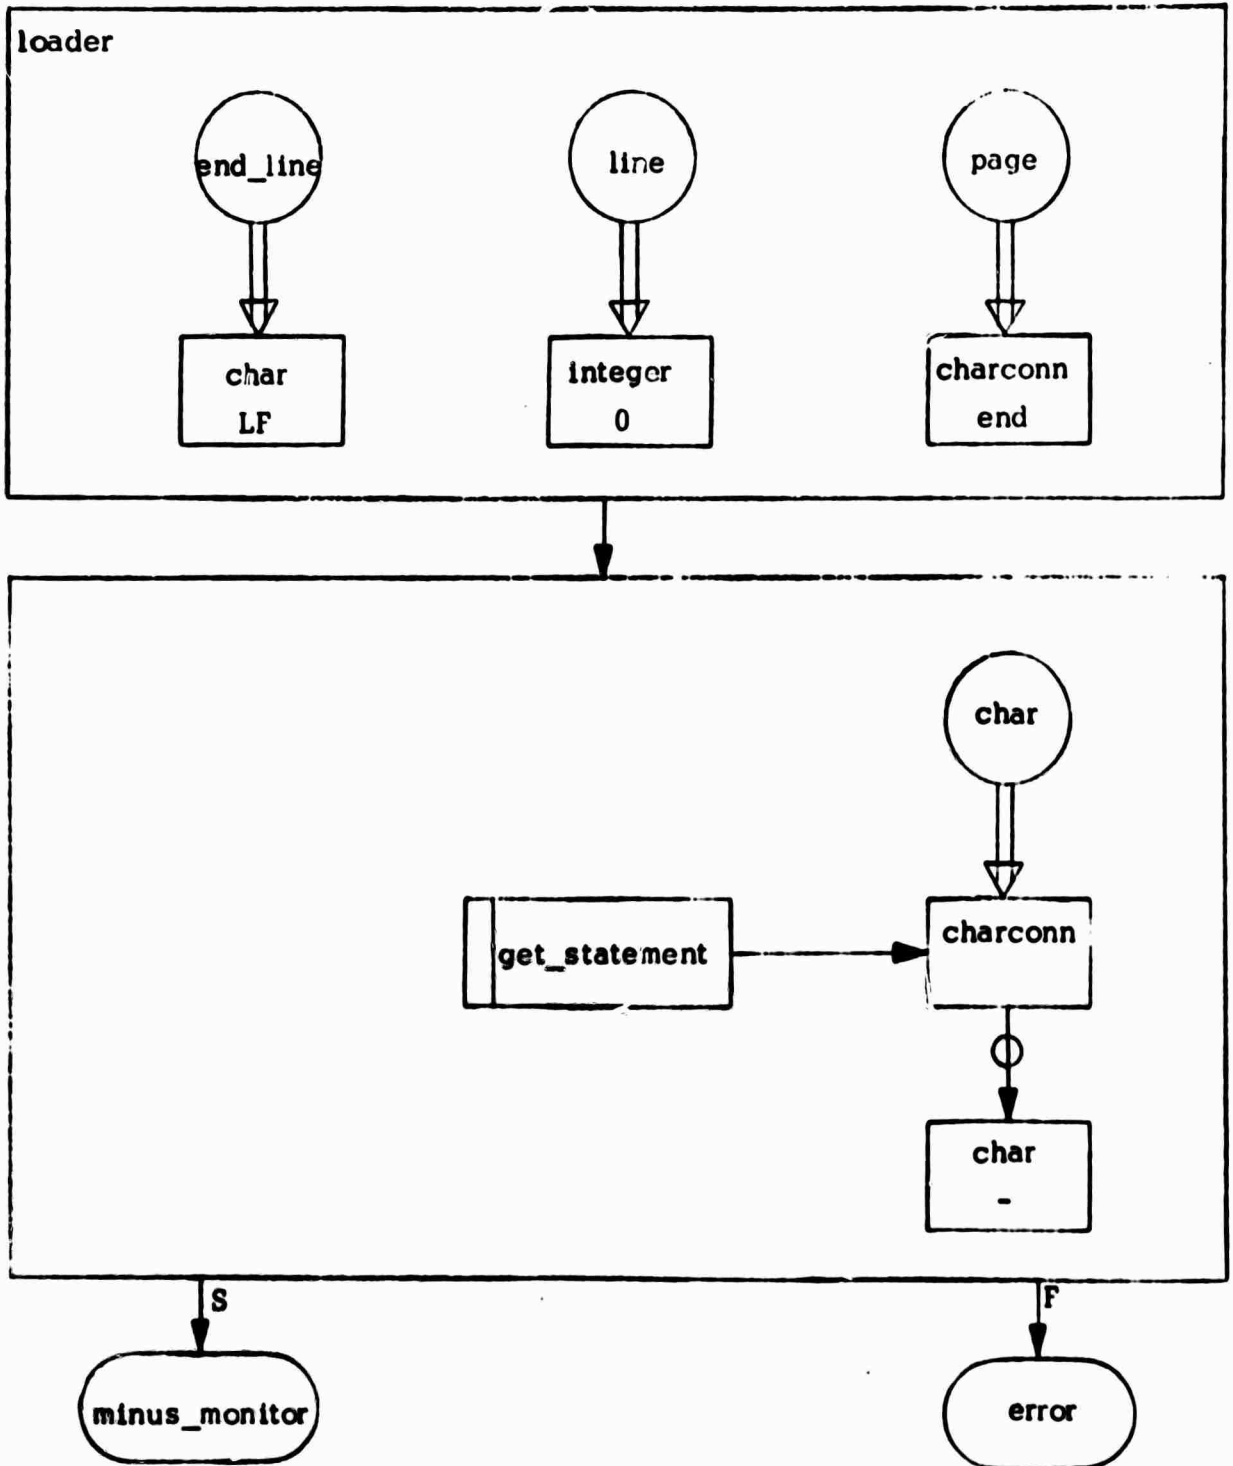 loader
end_line
line
page
char
LF
integer
0
charconn
end
char
get_statement
charconn
char
-
S
F
minus_monitor
error